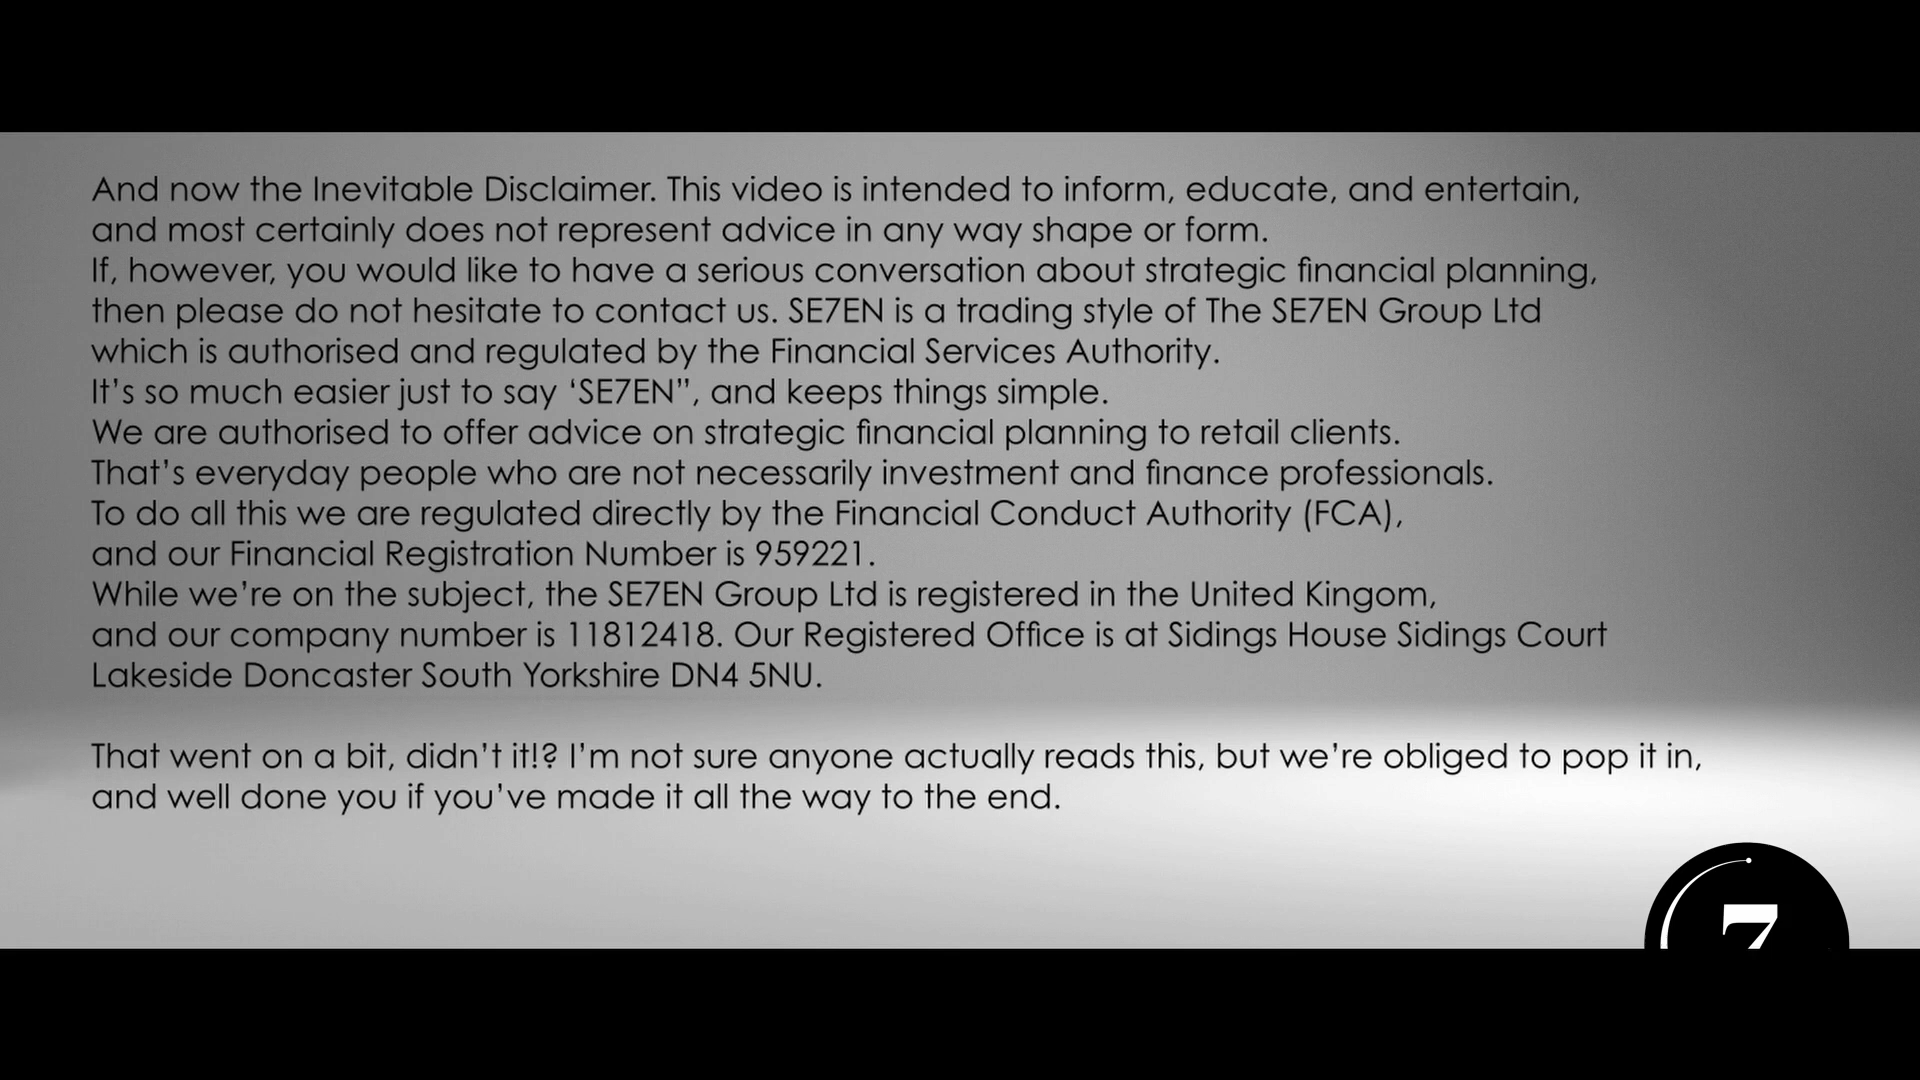 And now the Inevitable Disclaimer. This video is intended to inform, educate, and entertain,
and most certainly does not represent advice in any way shape or form.
If, however, you would like to have a serious conversation about strategic financial planning,
then please do not hesitate to contact us. SE7EN is a trading style of The SE7EN Group Ltd
which is authorised and regulated by the Financial Services Authority.
It’s so much easier just to say ‘SE7EN”, and keeps things simple.
We are authorised to offer advice on strategic financial planning to retail clients.
That’s everyday people who are not necessarily investment and finance professionals.
To do all this we are regulated directly by the Financial Conduct Authority (FCA),
and our Financial Registration Number is 959221.
While we’re on the subject, the SE7EN Group Ltd is registered in the United Kingom,
and our company number is 11812418. Our Registered Office is at Sidings House Sidings Court
Lakeside Doncaster South Yorkshire DN4 5NU.
That went on a bit, didn’t it!? I’m not sure anyone actually reads this, but we’re obliged to pop it in,
and well done you if you’ve made it all the way to the end.
7